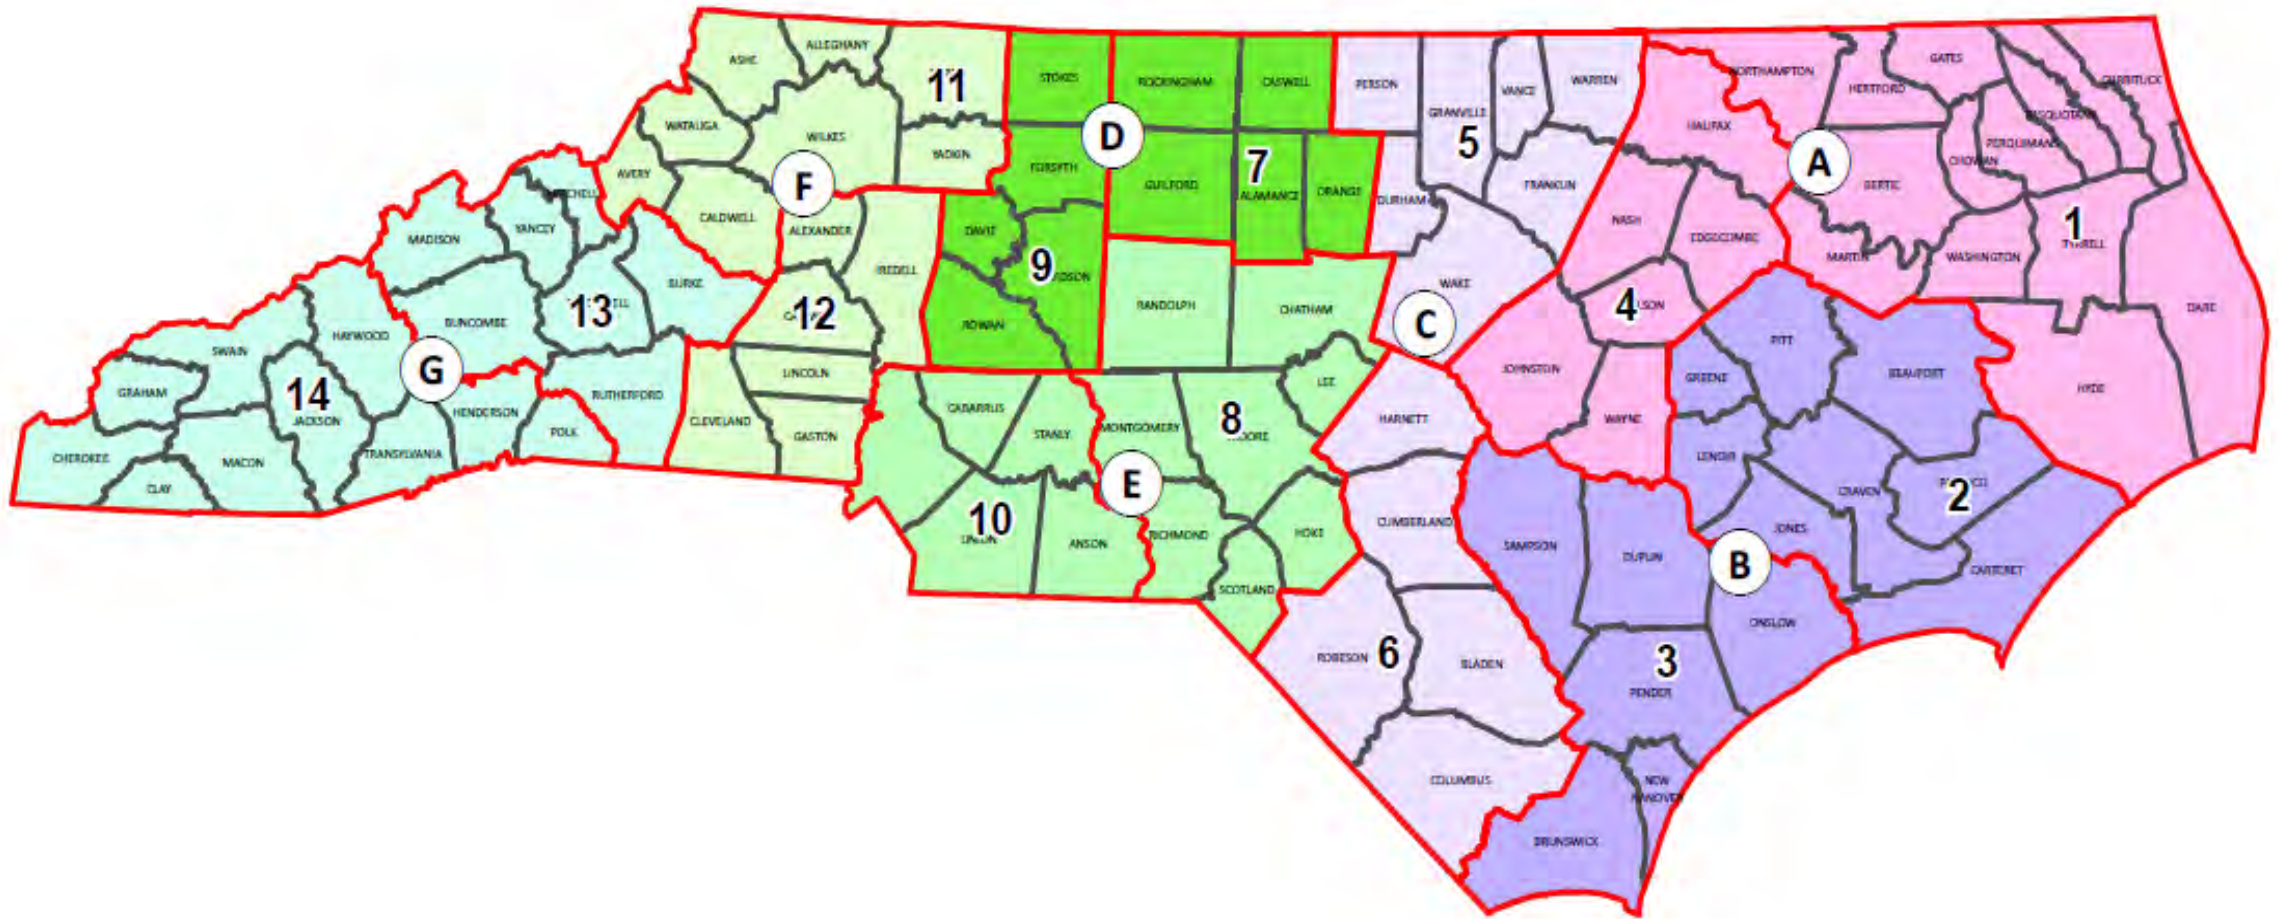 ALLEGHANY
ASHE
11
STOKES
ROCKINGHAM
CASWELL
PERSON
GRANVILLE
VANCE
WARREN
NORTHAMPTON
GATES
HERTFORD
CURRITUCK
WATAUGA
WILKES
YADKIN
D
FORSYTH
GUILFORD
7
ALAMANCE
ORANGE
DURHAM
5
FRANKLIN
HALIFAX
A
BERTIE
CHOWAN
PERQUIMANS
PASQUOTANK
AVERY
F
MITCHELL
YANCEY
MADISON
CALDWELL
ALEXANDER
IREDELL
DAVIE
9
NASH
EDGECOMBE
MARTIN
WASHINGTON
1
DARE
BURKE
13
BUNCOMBE
HAYWOOD
SWAIN
12
ROWAN
RANDOLPH
CHATHAM
WAKE
C
4
PITT
BEAUFORT
HYDE
GRAHAM
14
JACKSON
G
HENDERSON
RUTHERFORD
POLK
LINCOLN
CLEVELAND
GASTON
CABARRUS
STANLY
MONTGOMERY
8
LEE
HARNETT
JOHNSTON
WAYNE
GREENE
LENOIR
CHEROKEE
CLAY
MACON
TRANSYLVANIA
10
ANSON
E
RICHMOND
HOKE
SCOTLAND
CUMBERLAND
SAMPSON
DUPLIN
B
JONES
CRAVEN
2
CARTERET
ONSLOW
ROBESON
6
BLADEN
3
PENDER
COLUMBUS
NEW
HANOVER
BRUNSWICK